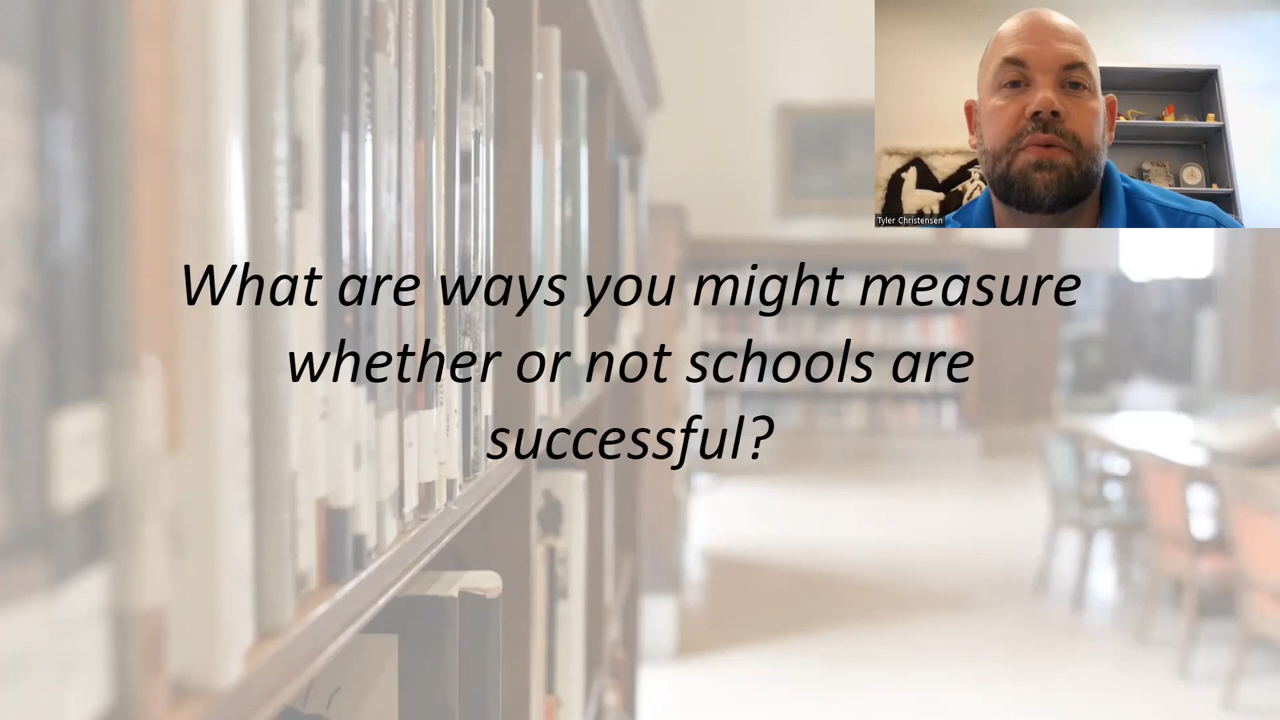 Tyler Christensen
What are ways you might measure
whether or not schools are
successful?